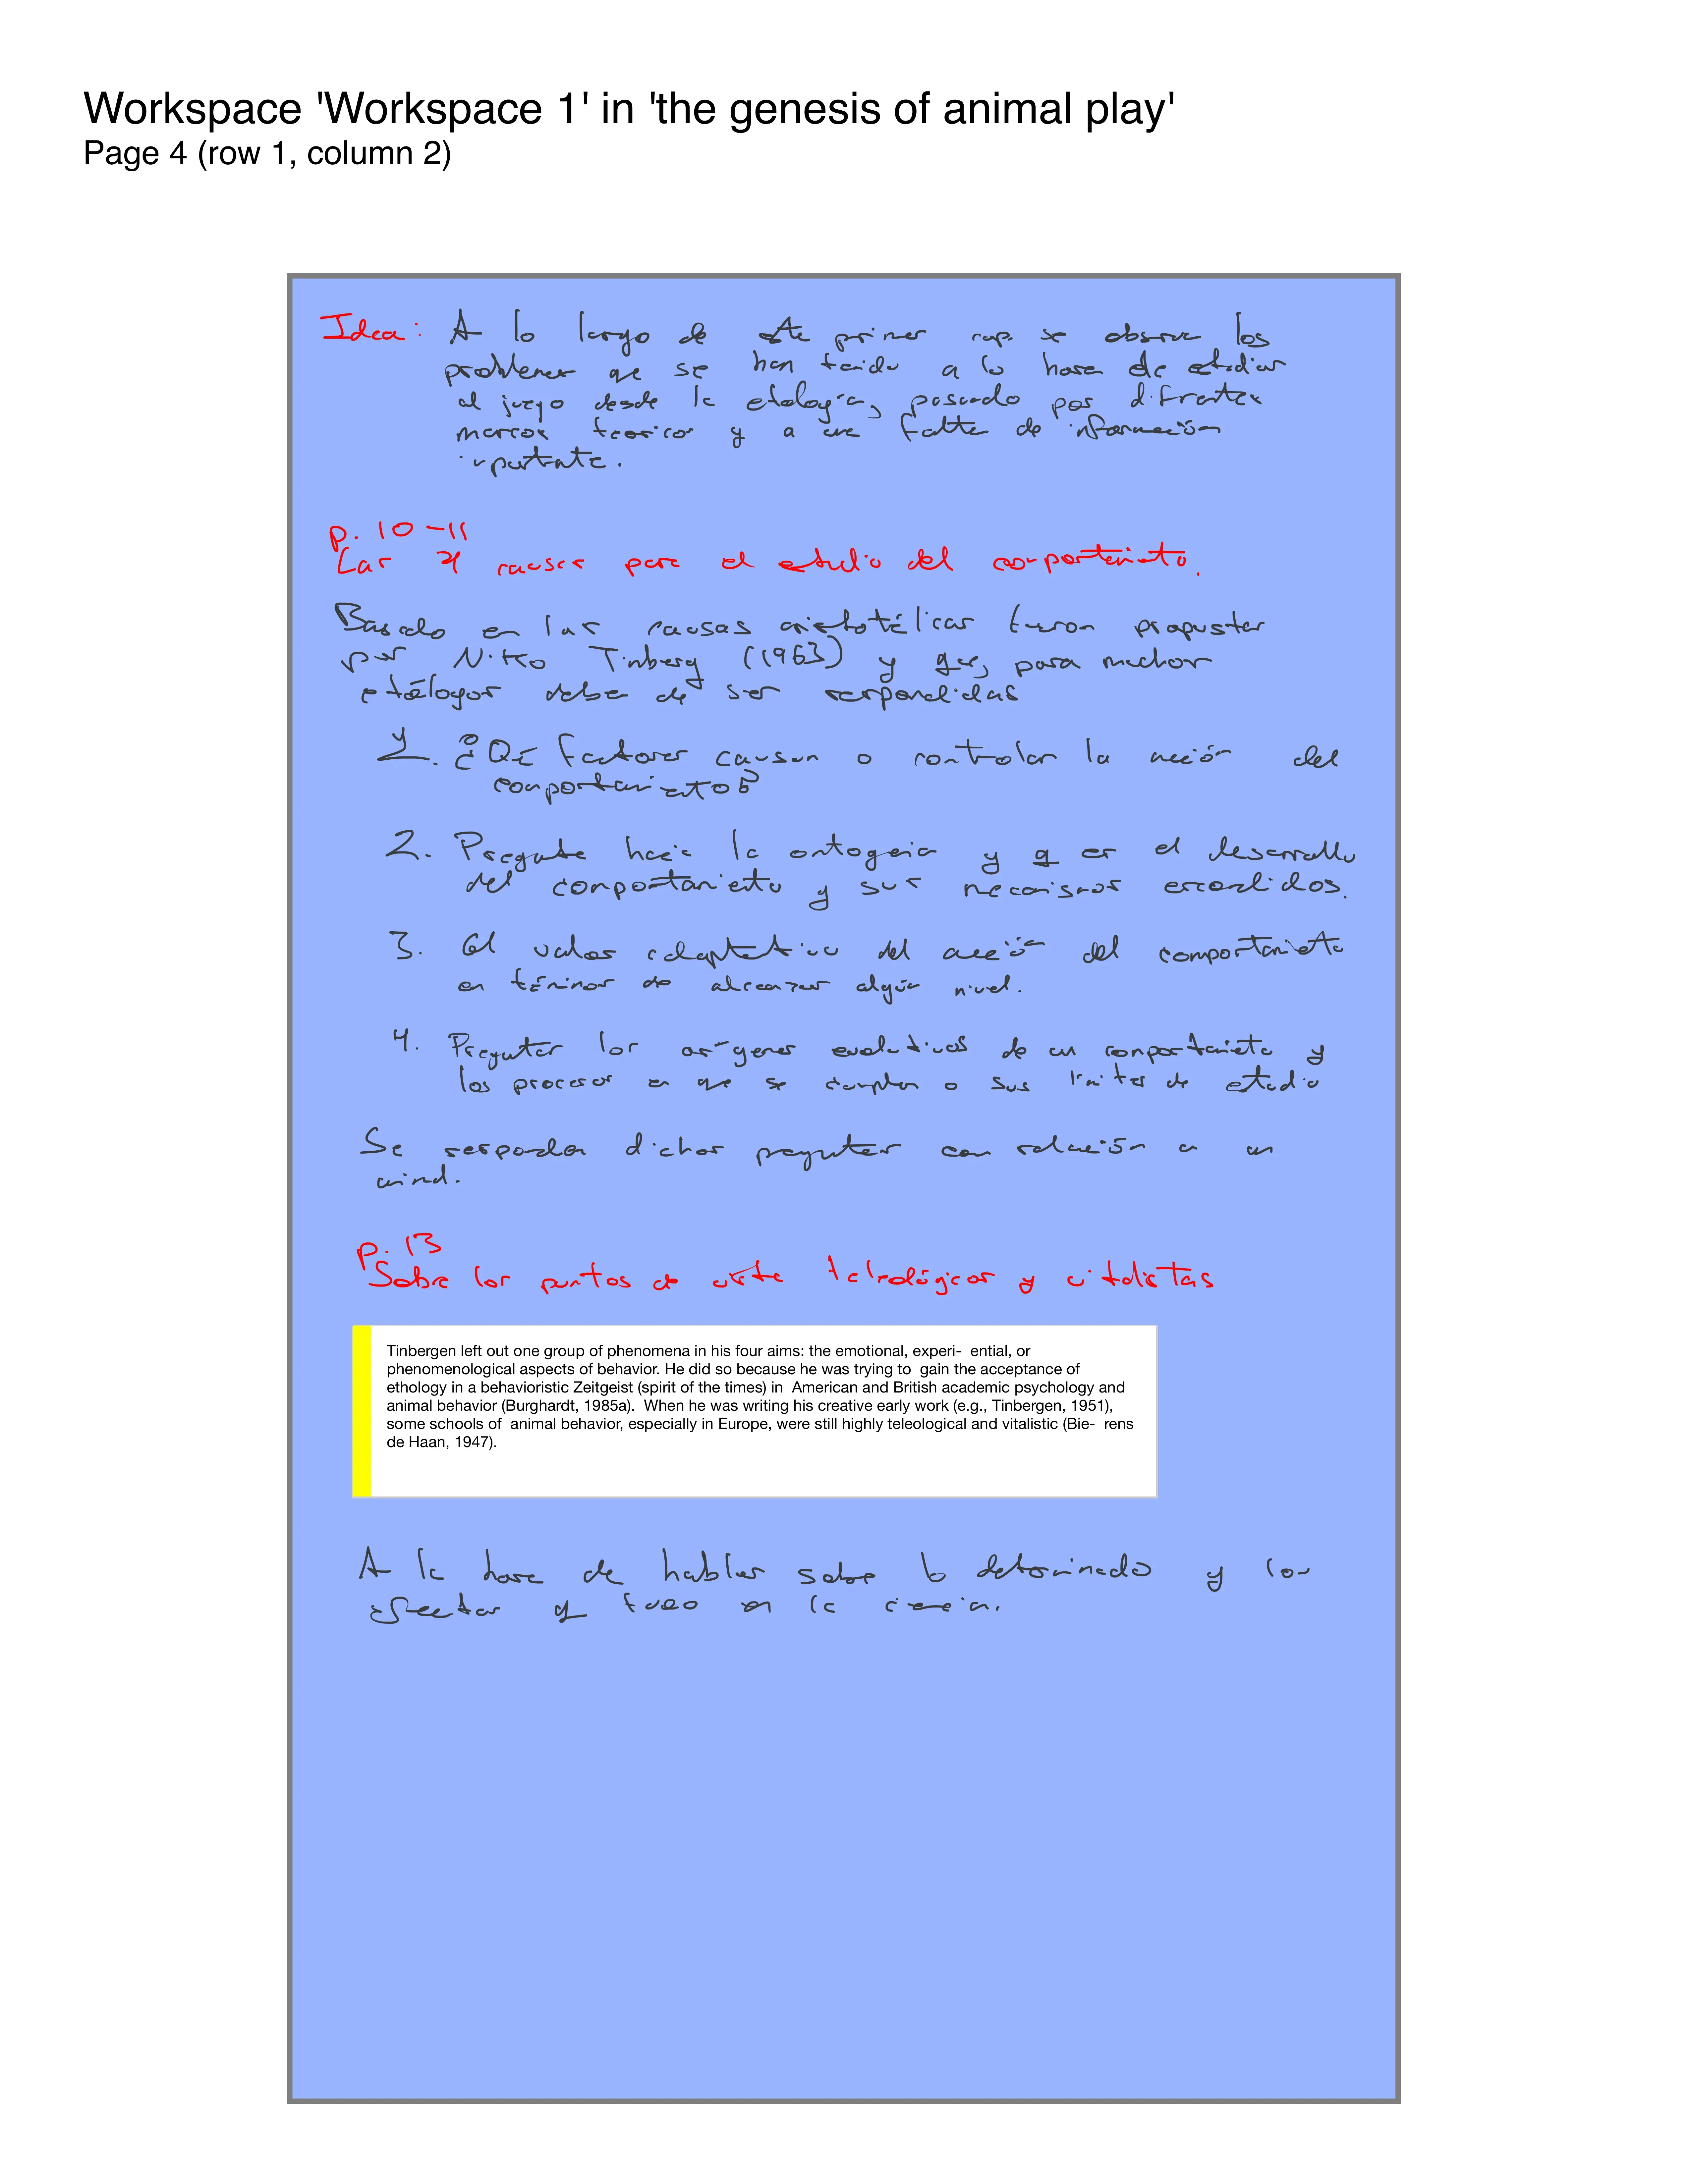 Workspace 'Workspace 1' in 'the genesis of animal play'
Page 4 (row 1, column 2)
Idea: A lo largo de este primer cap. se observa los
problemas que se han tenido a la hora de estudiar
al juego desde la etología, pasando por diferentes
marcos teoricos y a una falta de información
importante.
p. 10-11
Las 4 causas para el estudio del comportamiento.
Basado en las causas aristotélicas fueron propuestas
por Nikko Tinberg (1963) y que, para muchos
etólogos deben de ser respondidas
1. ¿Qé factores causan o controlan la acción del
comportamiento?
2. Pregunta hacia la ontogenia y q es el desarrollo
del comportamiento y sus mecanismos escondidos.
3. El valor adaptativo del acción del comportamiento
en términos de alcanzar algún nivel.
4. Preguntar los orígenes evolutivos de un comportamiento y
los procesos en que se cumplen o sus limites de estudio
Se responden dichas preguntas con relación a un
animal.
p. 13
Sobre los puntos de vista teleológicos y vitalistas
Tinbergen left out one group of phenomena in his four aims: the emotional, experi-  ential, or
phenomenological aspects of behavior. He did so because he was trying to  gain the acceptance of
ethology in a behavioristic Zeitgeist (spirit of the times) in  American and British academic psychology and
animal behavior (Burghardt, 1985a).  When he was writing his creative early work (e.g., Tinbergen, 1951),
some schools of  animal behavior, especially in Europe, were still highly teleological and vitalistic (Bie-  rens
de Haan, 1947).
A la hora de hablar sobre lo determinado y los
efectos q tuvo en la ciencia.